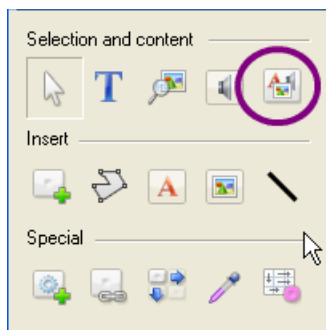 Selection and content
T
A
Insert
A
Special